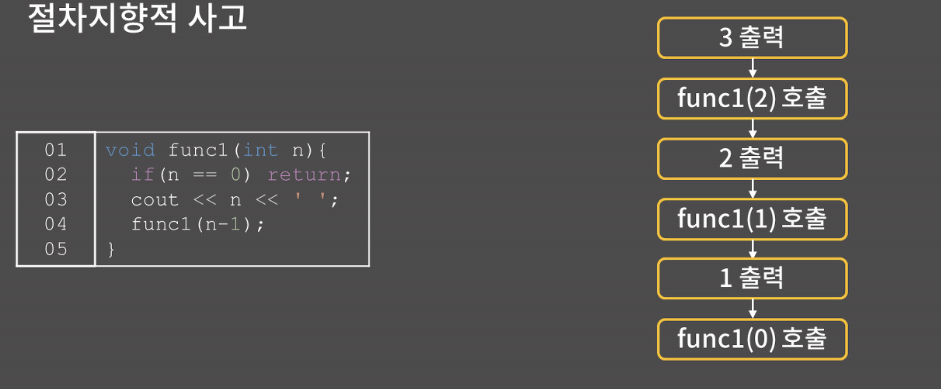 절차지향적 사고
01 void func1(int n){
02 if(n == 0) return;
03 cout << n << ' ';
04 func1(n-1);
05 }
3 출력
func1(2) 호출
2 출력
func1(1) 호출
1 출력
func1(0) 호출